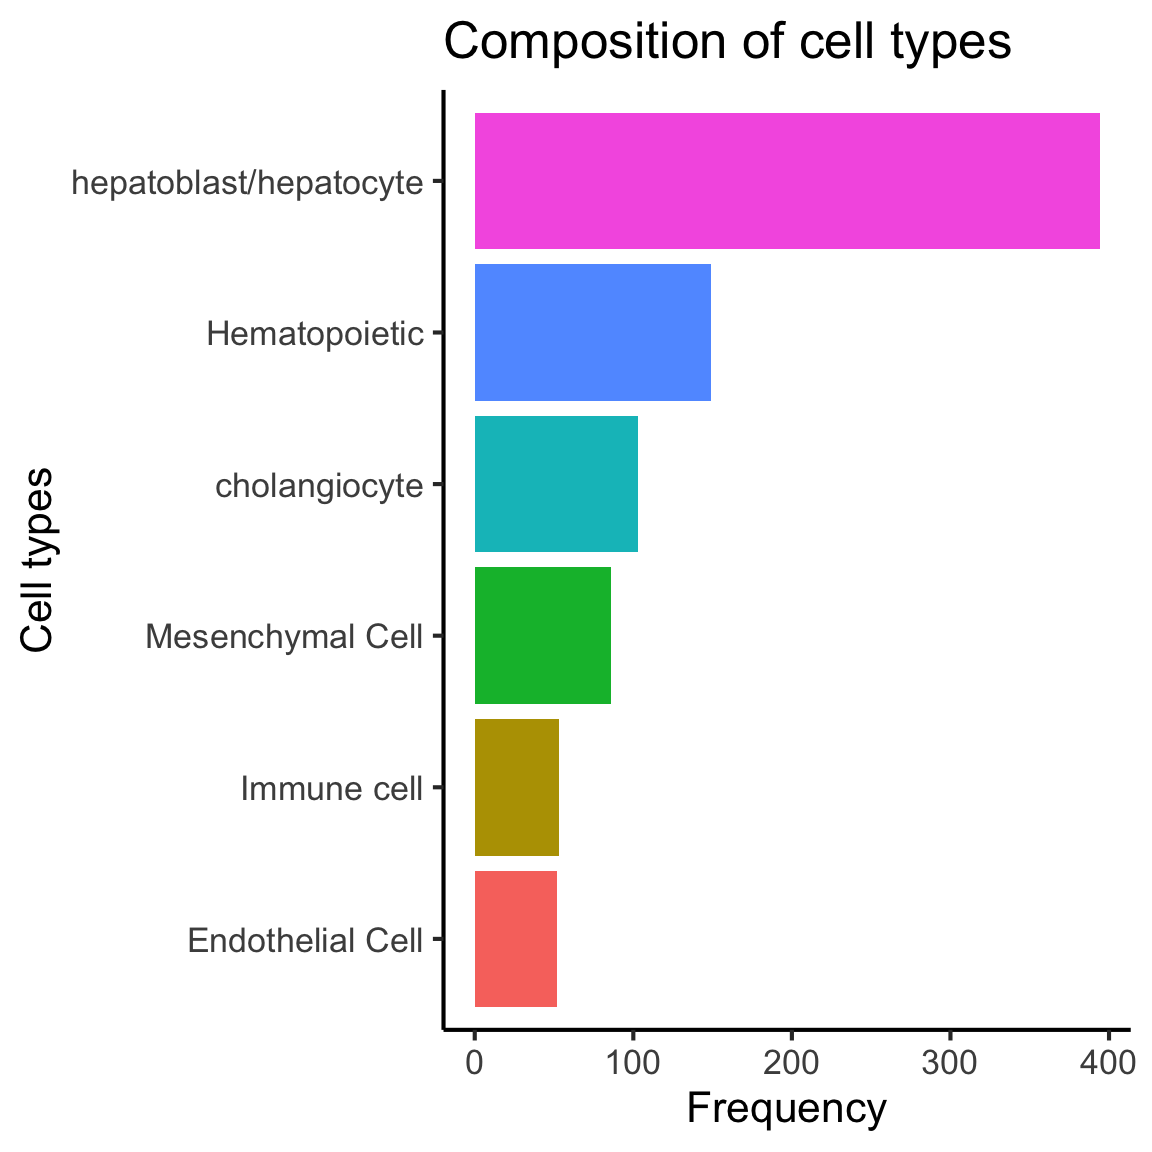 Composition of cell types
hepatoblast/hepatocyte
Hematopoietic
cholangiocyte
Mesenchymal Cell
Immune cell
Endothelial Cell
Cell types
0 100 200 300 400
Frequency